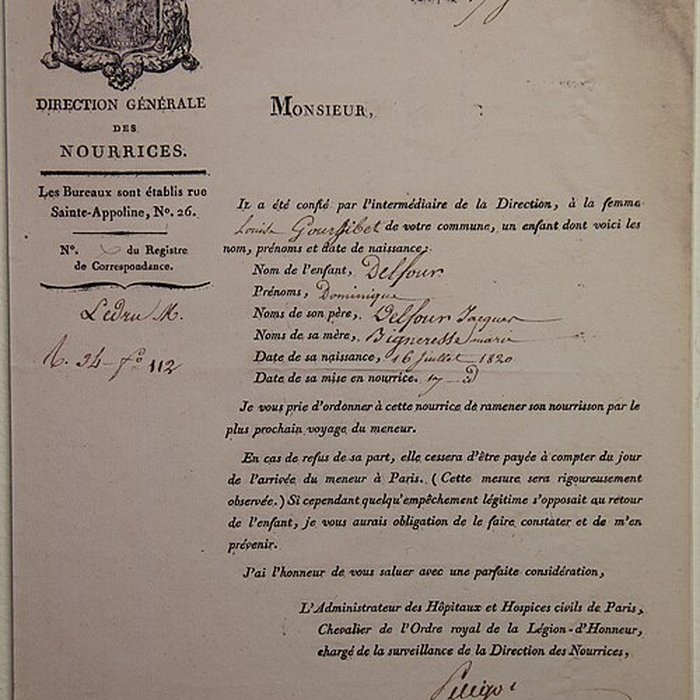 DIRECTION GÉNÉRALE
DES
NOURRICES.
Les Bureaux sont établis rue
Sainte-Appoline, No. 26.
No. du Registre
de Correspondance.
Ledru M.
112
MONSIEUR,
Il a été confié par l'intermédiaire de la Direction, à la femme
Louise de votre commune, un enfant dont voici les
nom, prénoms et date de naissance:
Nom de l'enfant, Delfour
Prénoms, Dominique
Noms de son père, Delfour Jacques
Noms de sa mère, Bigneresse marie
Date de sa naissance, 16 Juillet 1820
Date de sa mise en nourrice. 17 - d
Je vous prie d'ordonner à cette nourrice de ramener son nourrisson par le
plus prochain voyage du meneur.
En cas de refus de sa part, elle cessera d'être payée à compter du jour
de l'arrivée du meneur à Paris. (Cette mesure sera rigoureusement
observée.) Si cependant quelqu'empêchement légitime s'opposait au retour
de l'enfant, je vous aurais obligation de le faire constater et de m'en
prévenir.
J'ai l'honneur de vous saluer avec une parfaite considération,
L'Administrateur des Hôpitaux et Hospices civils de Paris,
Chevalier de l'Ordre royal de la Légion-d'Honneur,
chargé de la surveillance de la Direction des Nourrices,